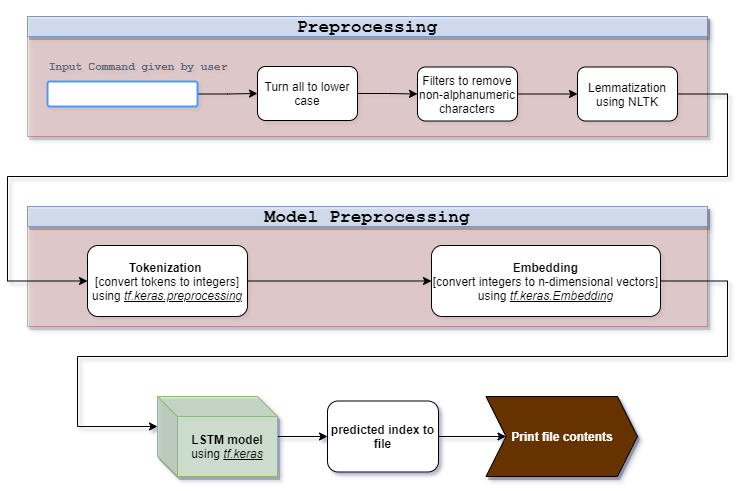 Preprocessing
Input Command given by user
Turn all to lower
case
Filters to remove
non-alphanumeric
characters
Lemmatization
using NLTK
Model Preprocessing
Tokenization
[convert tokens to integers]
using tf.keras.preprocessing
Embedding
[convert integers to n-dimensional vectors]
using tf.keras.Embedding
LSTM model
using tf.keras
predicted index to
file
Print file contents